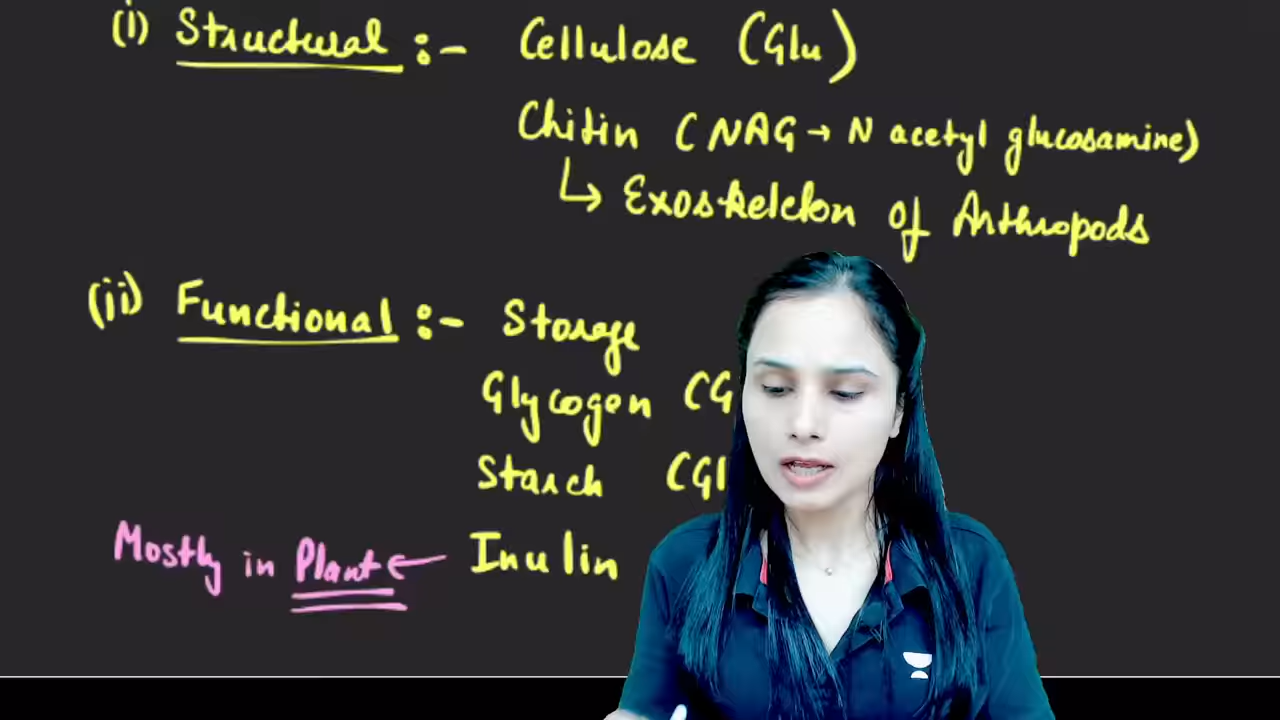 (i) Structural :- Cellulose (Glu)
Chitin (NAG → N acetyl glucosamine)
↳ Exoskeleton of Arthropods
(ii) Functional :- Storage
Glycogen (G
Starch (Gl
Mostly in Plant ← Inulin